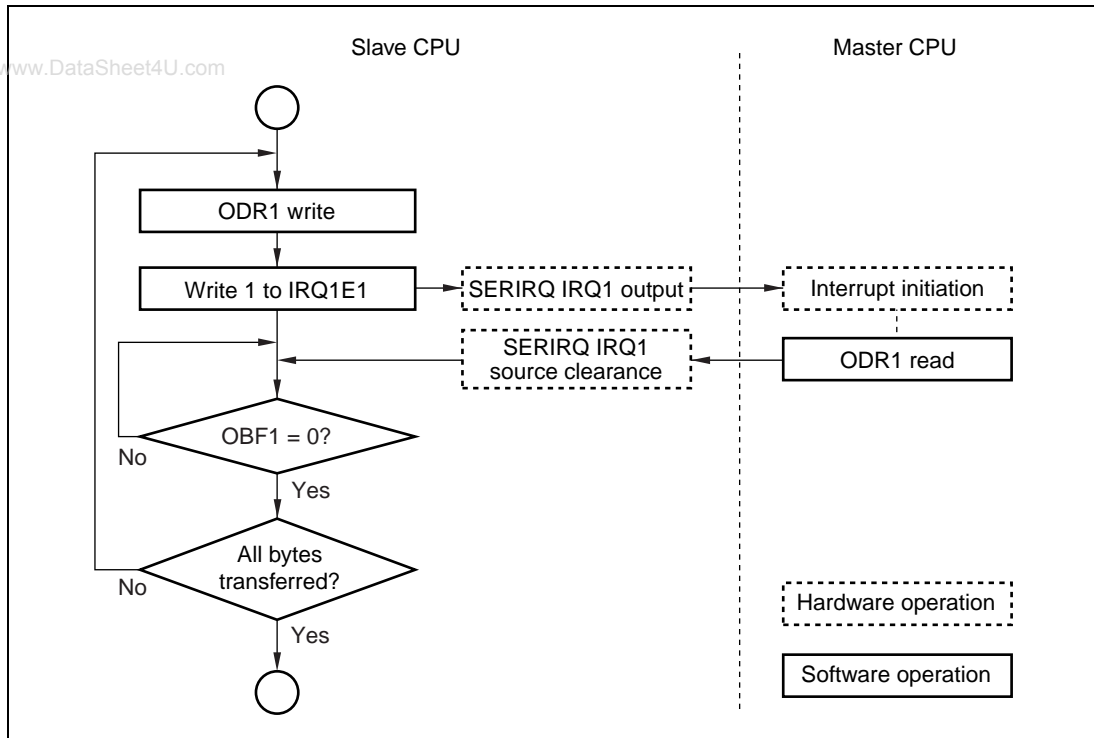 Slave CPU
Master CPU
www.DataSheet4U.com
ODR1 write
Write 1 to IRQ1E1
SERIRQ IRQ1 output
Interrupt initiation
SERIRQ IRQ1
source clearance
ODR1 read
OBF1 = 0?
No
Yes
All bytes
transferred?
No
Yes
Hardware operation
Software operation